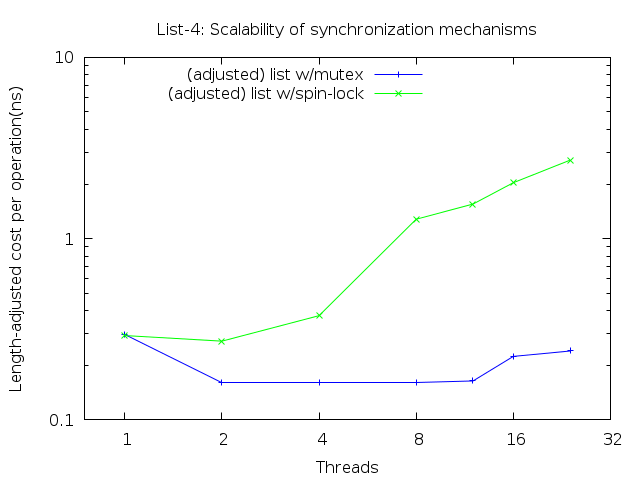 List-4: Scalability of synchronization mechanisms
10
(adjusted) list w/mutex
(adjusted) list w/spin-lock
Length-adjusted cost per operation(ns)
1
0.1
1 2 4 8 16 32
Threads